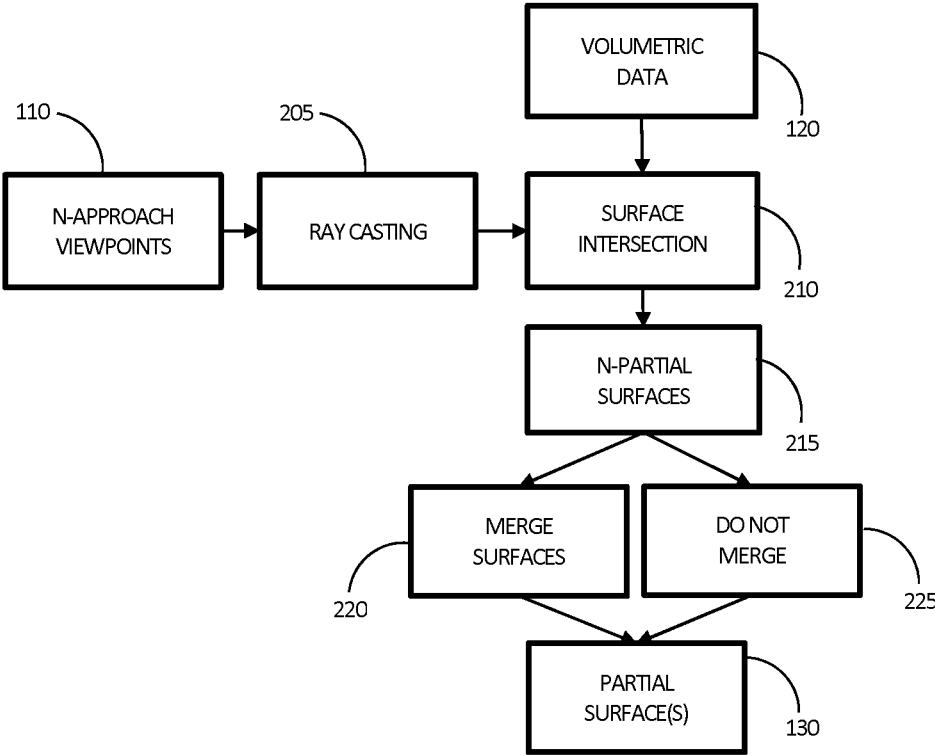 VOLUMETRIC
DATA
120
110
205
N-APPROACH
VIEWPOINTS
RAY CASTING
SURFACE
INTERSECTION
210
N-PARTIAL
SURFACES
215
MERGE
SURFACES
220
DO NOT
MERGE
225
PARTIAL
SURFACE(S)
130